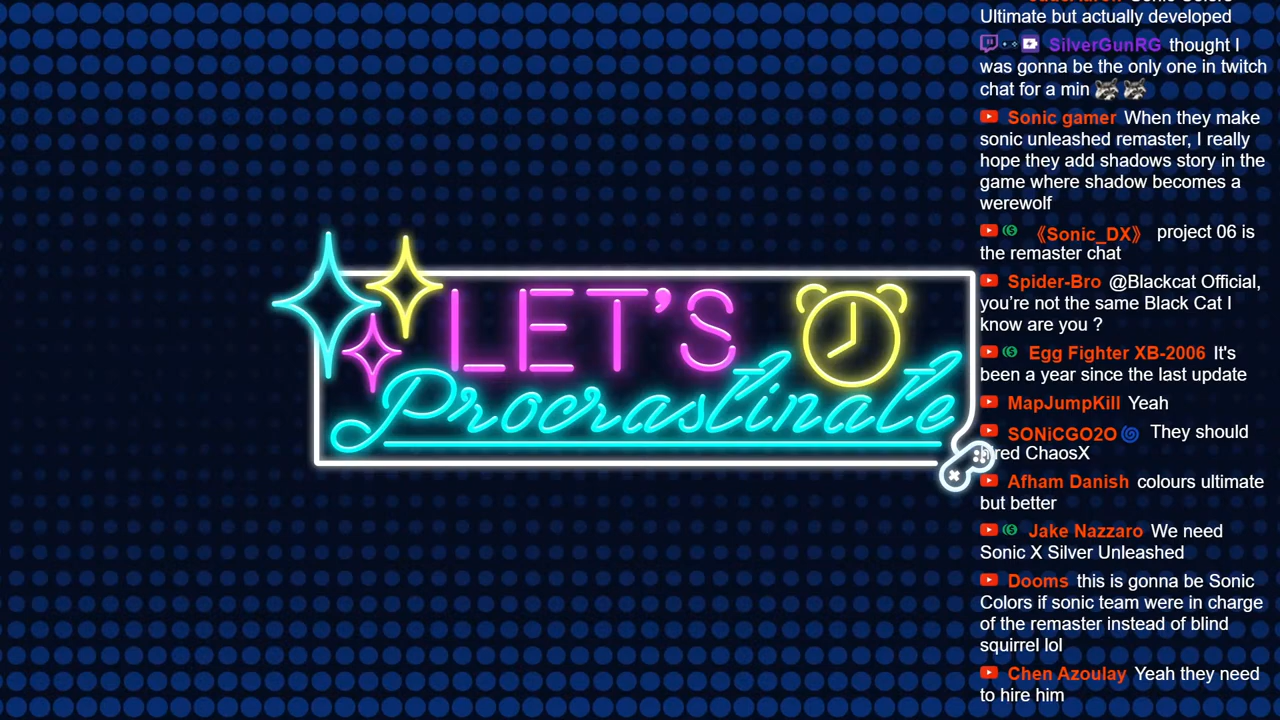 LET'S
Procrastinate
Ultimate but actually developed
SilverGunRG thought I
was gonna be the only one in twitch
chat for a min
Sonic gamer When they make
sonic unleashed remaster, I really
hope they add shadows story in the
game where shadow becomes a
werewolf
《Sonic_DX》 project 06 is
the remaster chat
Spider-Bro @Blackcat Official,
you're not the same Black Cat I
know are you ?
Egg Fighter XB-2006 It's
been a year since the last update
MapJumpKill Yeah
SONiCGO2O They should
hired ChaosX
Afham Danish colours ultimate
but better
Jake Nazzaro We need
Sonic X Silver Unleashed
Dooms this is gonna be Sonic
Colors if sonic team were in charge
of the remaster instead of blind
squirrel lol
Chen Azoulay Yeah they need
to hire him